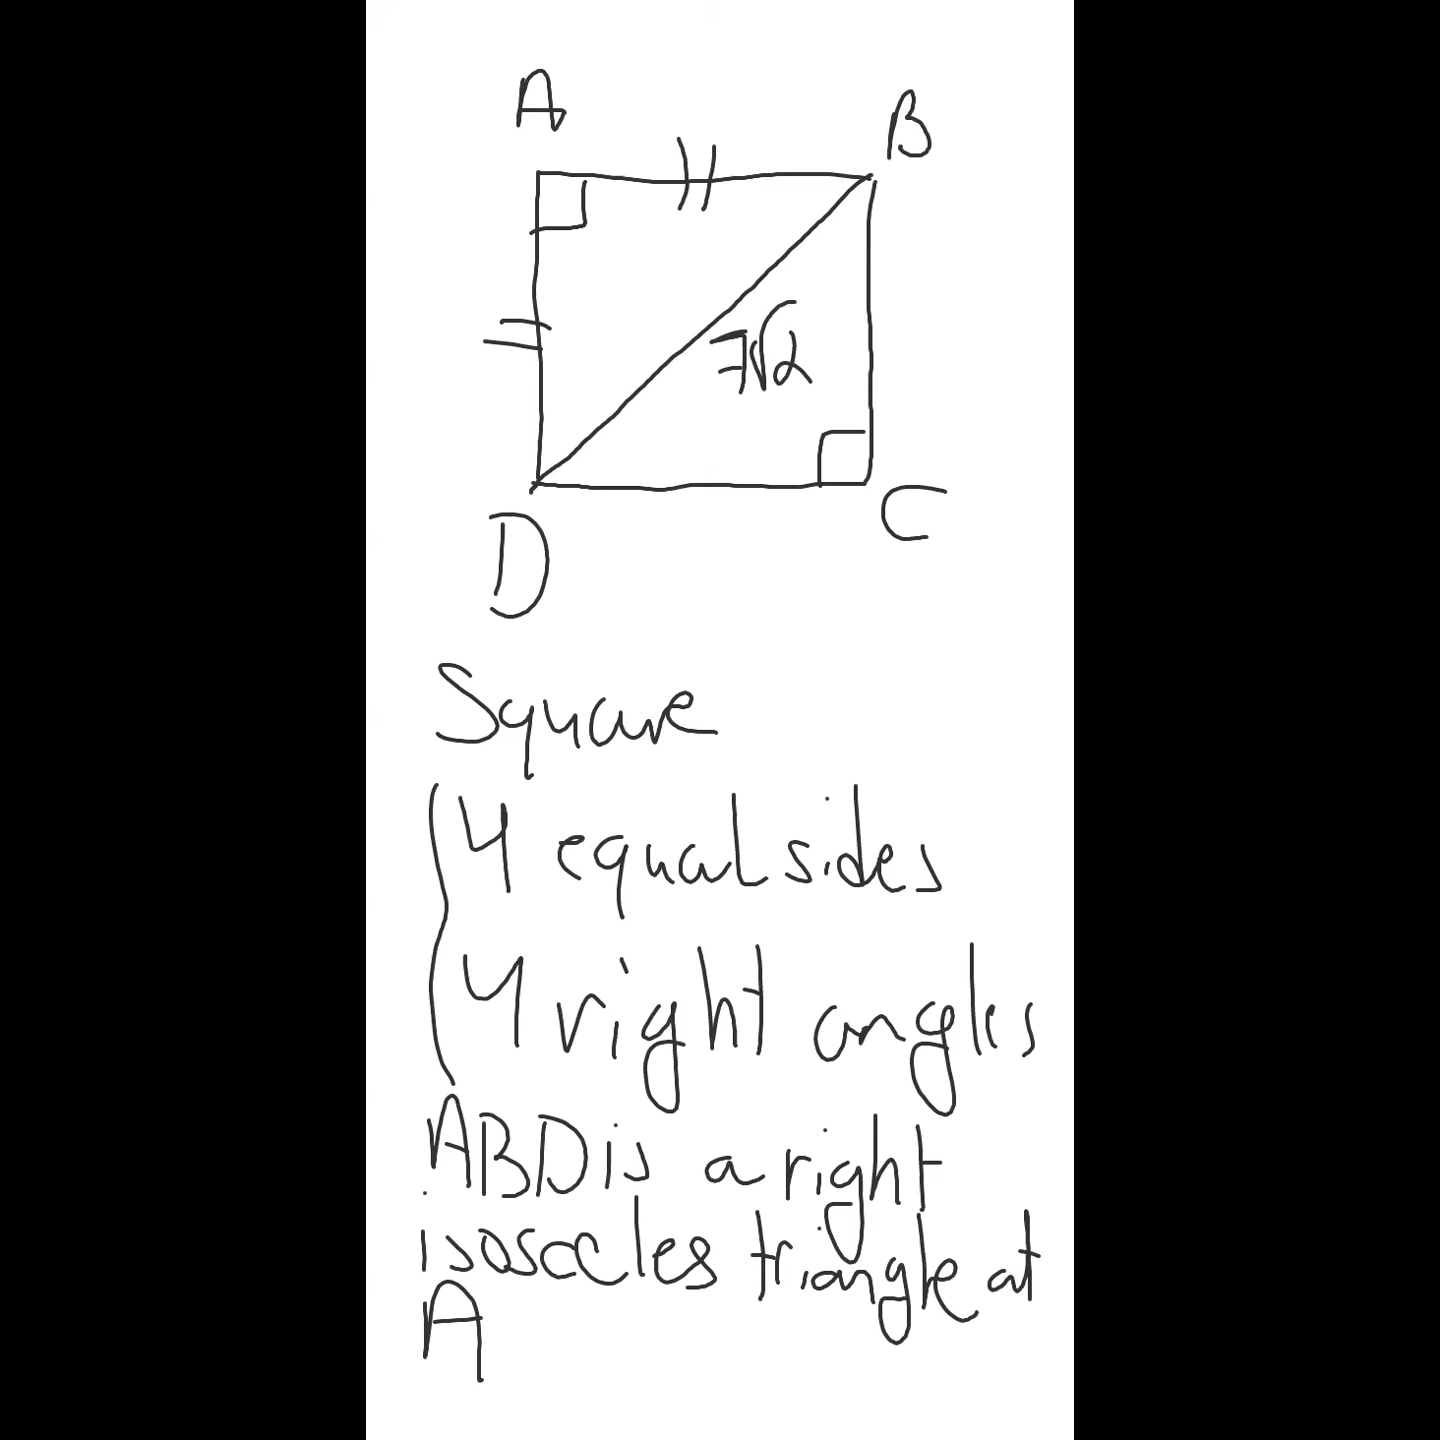 A
B
7√2
D
C
Square
4 equal sides
4 right angles
ABD is a right
isosceles triangle at
A